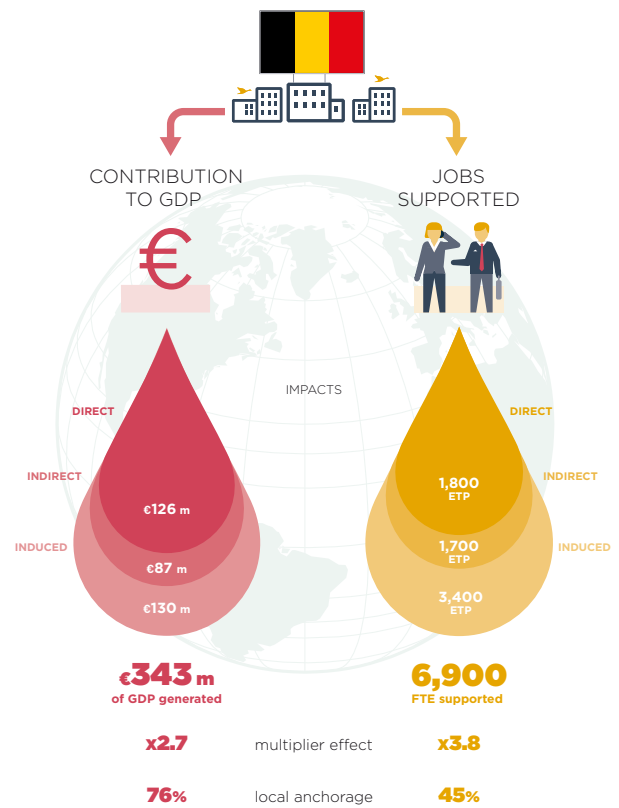 CONTRIBUTION
TO GDP
JOBS
SUPPORTED
€
IMPACTS
DIRECT
DIRECT
INDIRECT
INDIRECT
INDUCED
INDUCED
€126 m
€87 m
€130 m
1,800
ETP
1,700
ETP
3,400
ETP
€343 m
of GDP generated
6,900
FTE supported
x2.7
multiplier effect
x3.8
76%
local anchorage
45%